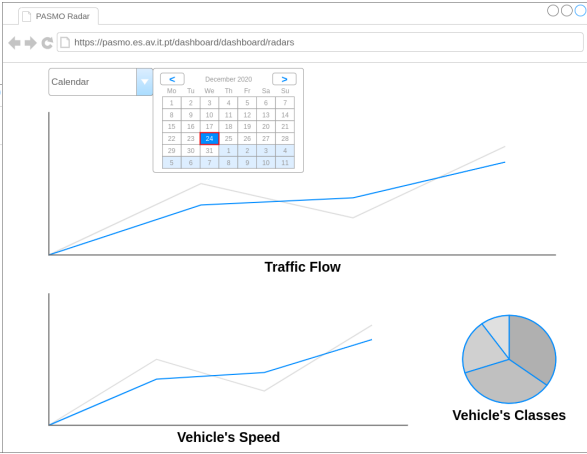 PASMO Radar
https://pasmo.es.av.it.pt/dashboard/dashboard/radars
Calendar
< December 2020 >
Mo Tu We Th Fr Sa Su
1 2 3 4 5 6 7
8 9 10 11 12 13 14
15 16 17 18 19 20 21
22 23 24 25 26 27 28
29 30 31 1 2 3 4
5 6 7 8 9 10 11
Traffic Flow
Vehicle's Speed
Vehicle's Classes